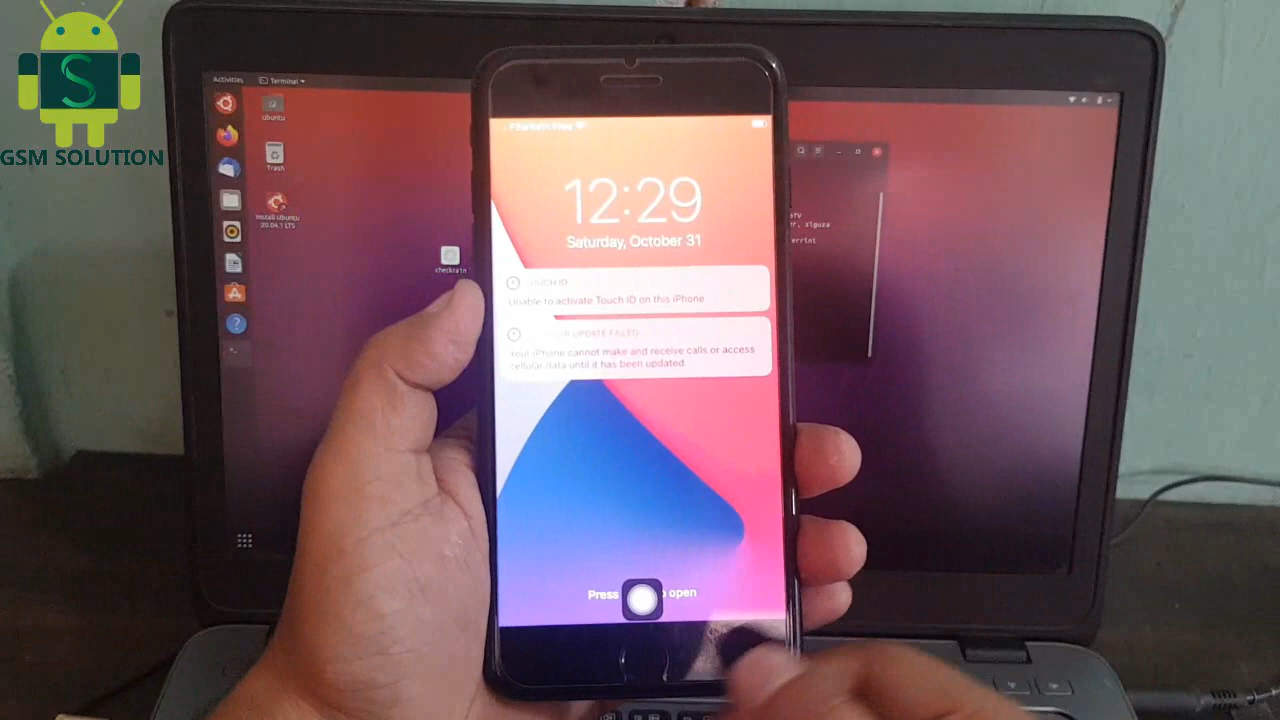 GSM SOLUTION
Activities
Terminal
ubuntu
Trash
Install Ubuntu
20.04.1 LTS
checkra1n
12:29
Saturday, October 31
TOUCH ID
Unable to activate Touch ID on this iPhone
UPDATE FAILED
Your iPhone cannot make and receive calls or access
cellular data until it has been updated
Press
open
siguza